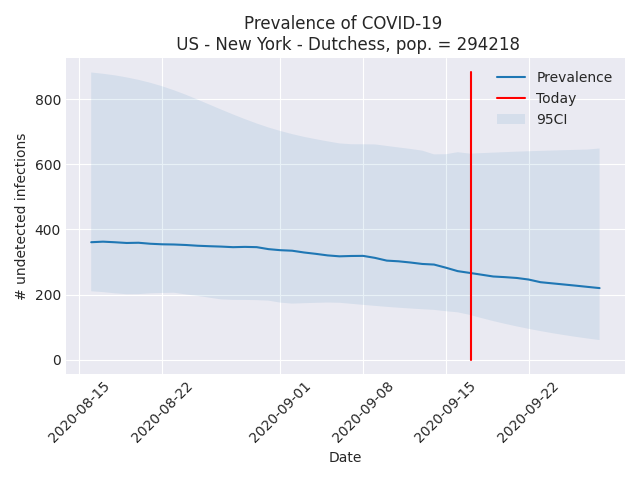 Prevalence of COVID-19
US - New York - Dutchess, pop. = 294218
Prevalence
Today
95CI
# undetected infections
800
600
400
200
0
2020-08-15
2020-08-22
2020-09-01
2020-09-08
2020-09-15
2020-09-22
Date